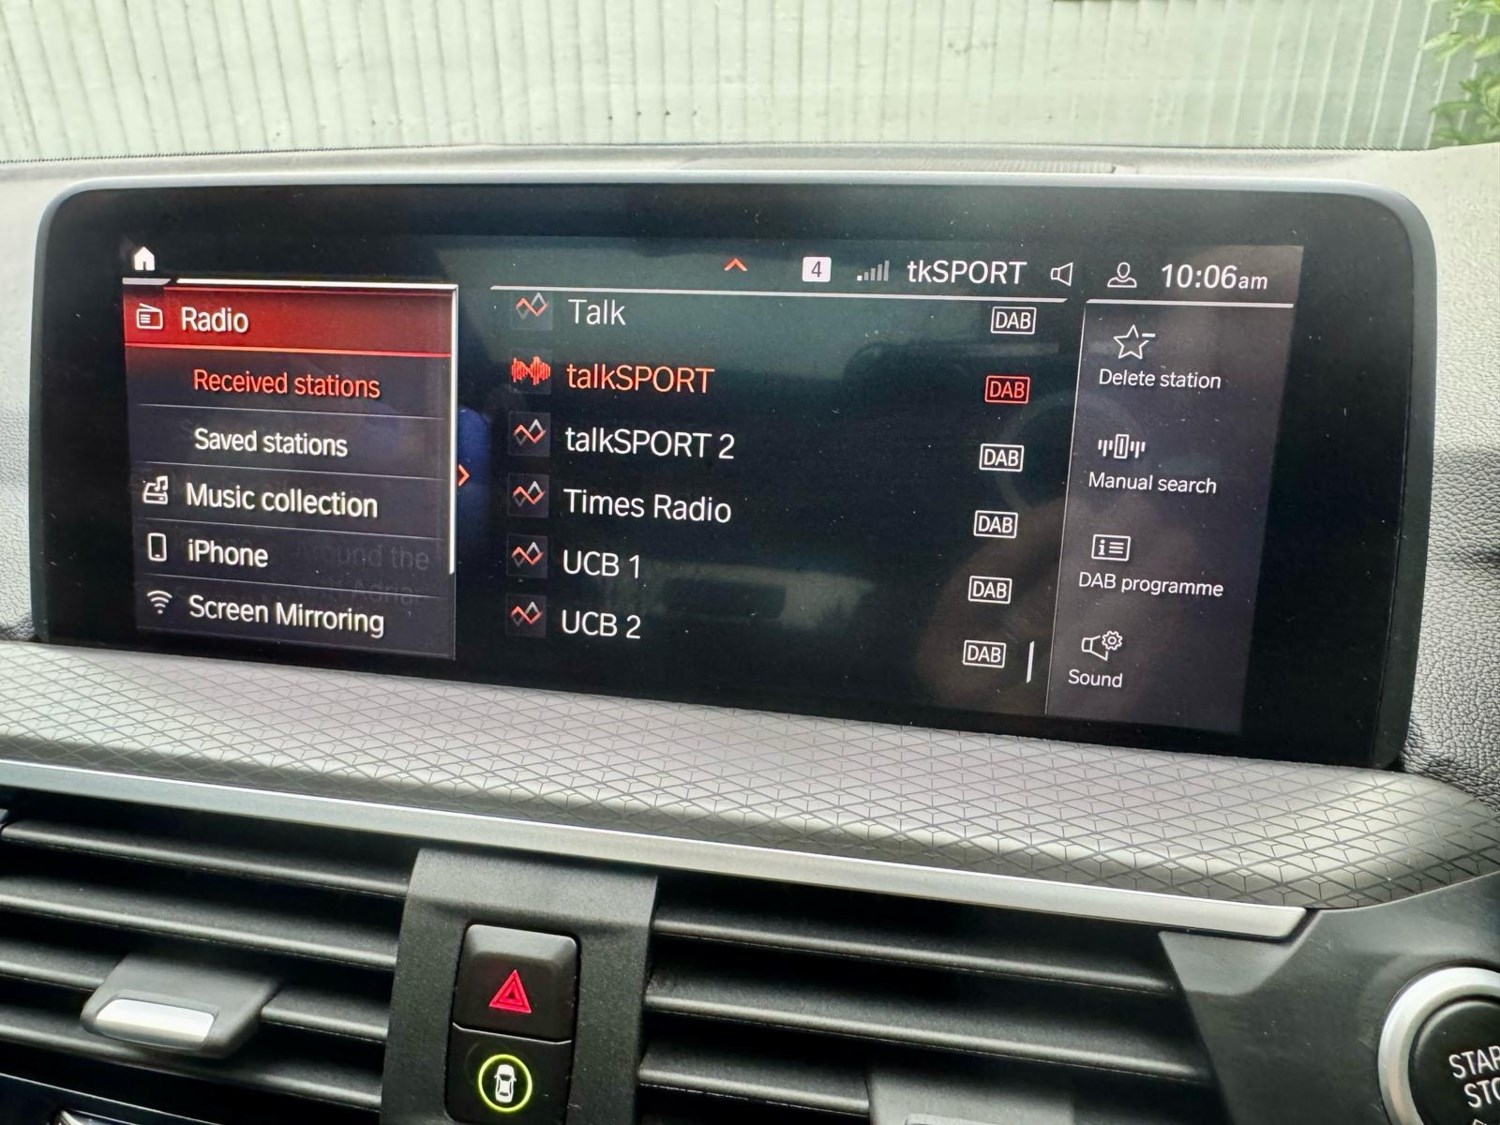 4 tkSPORT 10:06am
Radio
Received stations
Saved stations
Music collection
iPhone
Screen Mirroring
Talk DAB
talkSPORT DAB
talkSPORT 2 DAB
Times Radio DAB
UCB 1 DAB
UCB 2 DAB
Delete station
Manual search
DAB programme
Sound